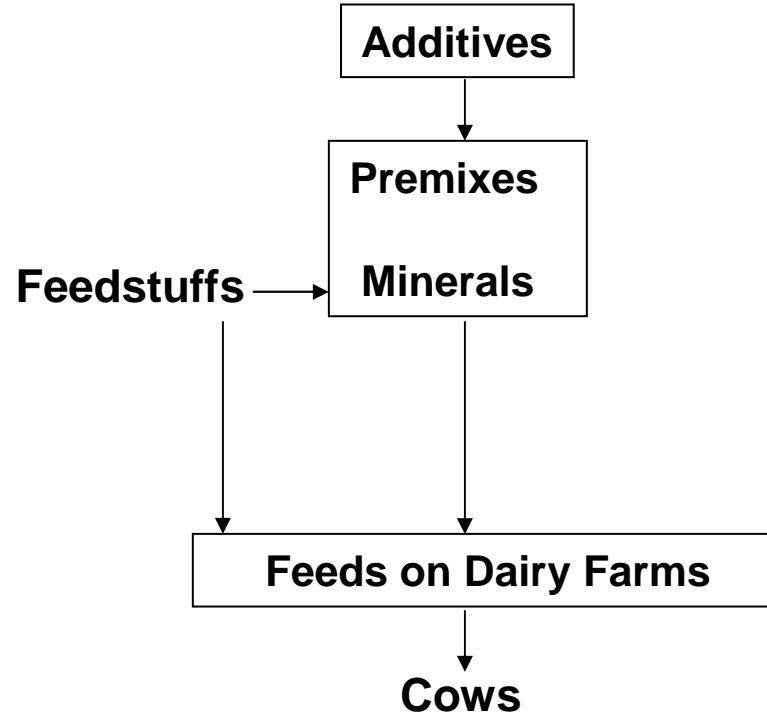 Additives
Premixes
Minerals
Feedstuffs
Feeds on Dairy Farms
Cows